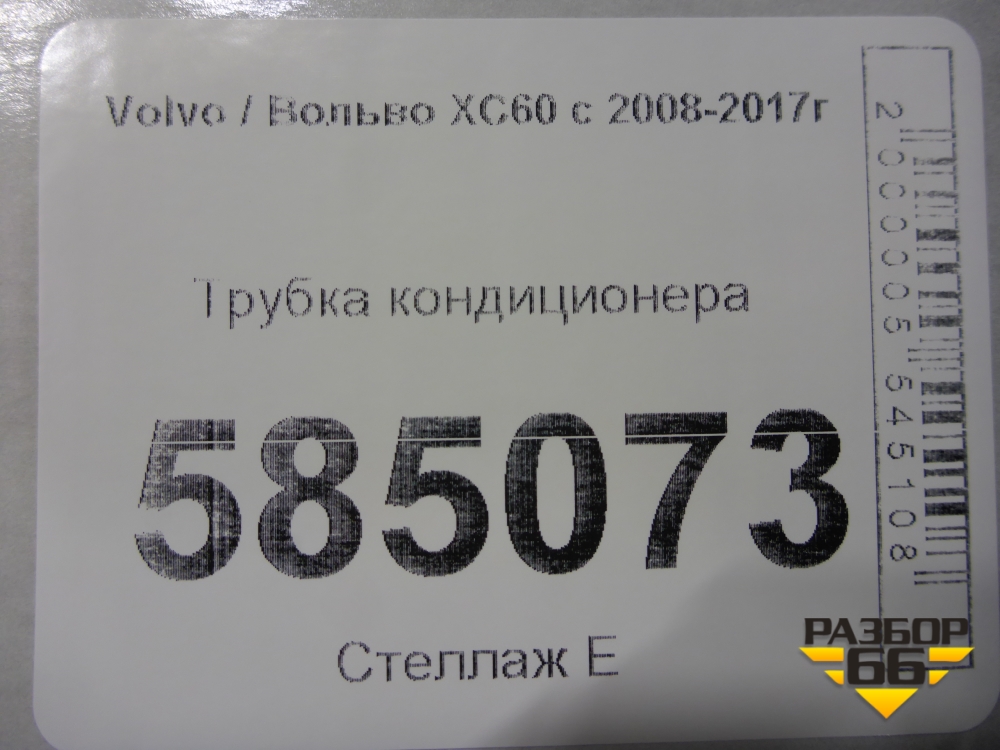 Volvo / Вольво XC60 с 2008-2017г
Трубка кондиционера
585073
Стеллаж Е
2000005545108
РАЗБОР
66